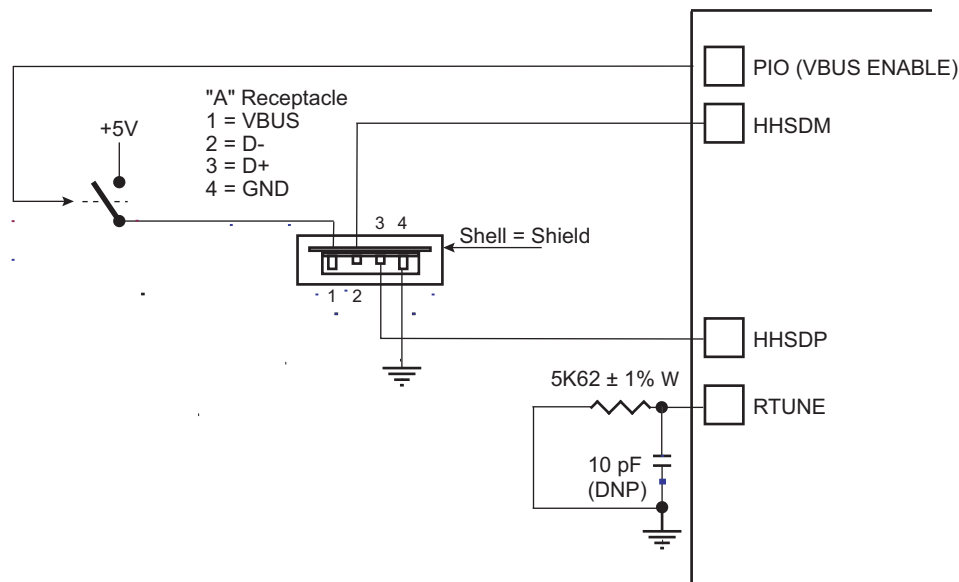 PIO (VBUS ENABLE)
"A" Receptacle
1 = VBUS
2 = D-
3 = D+
4 = GND
+5V
HHSDM
3 4
Shell = Shield
1 2
HHSDP
5K62 ± 1% W
RTUNE
10 pF
(DNP)